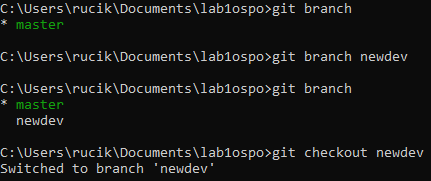 C:\Users\rucik\Documents\lab1ospo>git branch
* master
C:\Users\rucik\Documents\lab1ospo>git branch newdev
C:\Users\rucik\Documents\lab1ospo>git branch
* master
  newdev
C:\Users\rucik\Documents\lab1ospo>git checkout newdev
Switched to branch 'newdev'